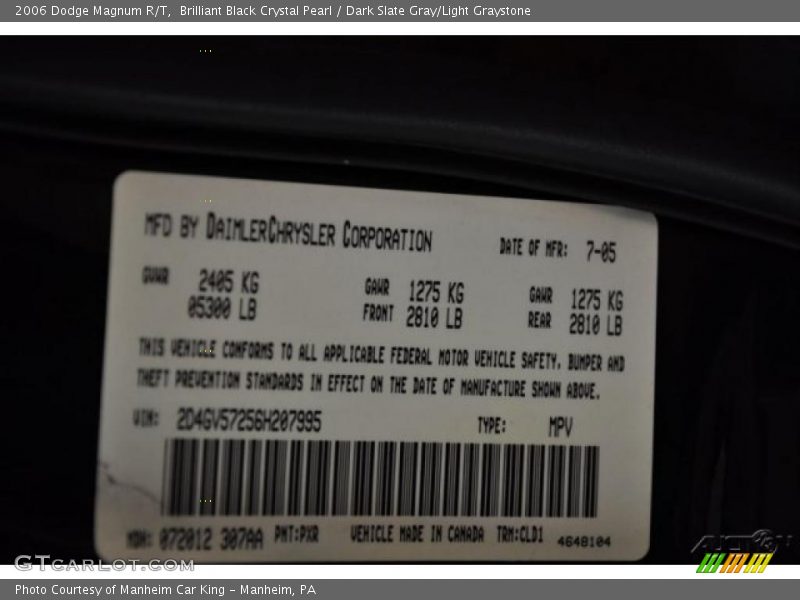 2006 Dodge Magnum R/T,  Brilliant Black Crystal Pearl / Dark Slate Gray/Light Graystone
MFD BY DAIMLERCHRYSLER CORPORATION DATE OF MFR: 7-05
GVWR 2405 KG GAWR 1275 KG GAWR 1275 KG
05300 LB FRONT 2810 LB REAR 2810 LB
THIS VEHICLE CONFORMS TO ALL APPLICABLE FEDERAL MOTOR VEHICLE SAFETY, BUMPER AND
THEFT PREVENTION STANDARDS IN EFFECT ON THE DATE OF MANUFACTURE SHOWN ABOVE.
VIN: 2D4GV57256H207995 TYPE: MPV
MDH: 072012 307AA PNT:PXR VEHICLE MADE IN CANADA TRM:CLD1 4648104
GTCarLot.com
Photo Courtesy of Manheim Car King - Manheim, PA